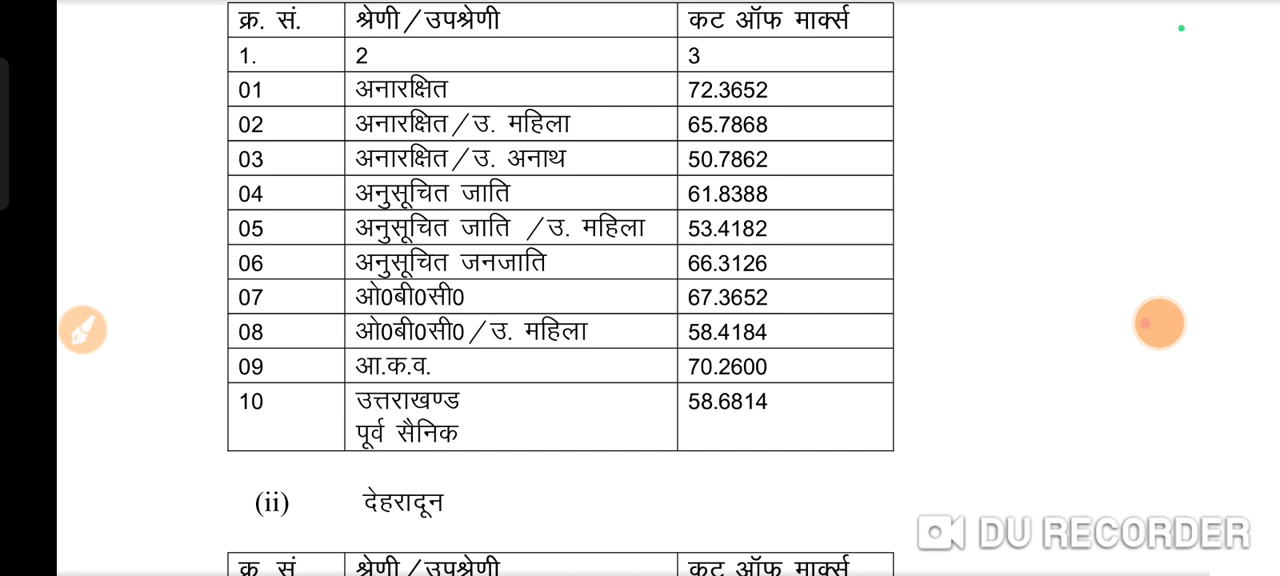 क्र. सं. श्रेणी/उपश्रेणी कट ऑफ मार्क्स
1. 2 3
01 अनारक्षित 72.3652
02 अनारक्षित/उ. महिला 65.7868
03 अनारक्षित/उ. अनाथ 50.7862
04 अनुसूचित जाति 61.8388
05 अनुसूचित जाति /उ. महिला 53.4182
06 अनुसूचित जनजाति 66.3126
07 ओ0बी0सी0 67.3652
08 ओ0बी0सी0/उ. महिला 58.4184
09 आ.क.व. 70.2600
10 उत्तराखण्ड 58.6814
पूर्व सैनिक
(ii) देहरादून
DU RECORDER
क्र. सं. श्रेणी/उपश्रेणी कट ऑफ मार्क्स